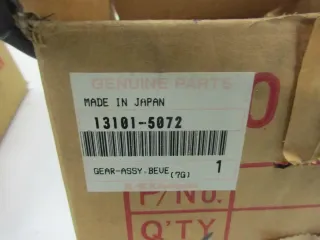 GENUINE PARTS
MADE IN JAPAN
13101-5072
GEAR-ASSY.BEVE
(7G)
1
P/No.
Q'TY